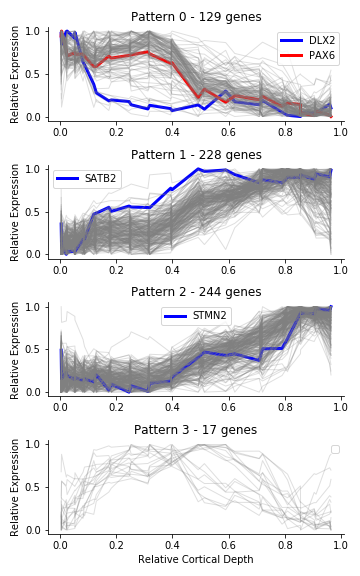 Pattern 0 - 129 genes
Relative Expression
1.0
0.5
0.0
DLX2
PAX6
0.0 0.2 0.4 0.6 0.8 1.0
Pattern 1 - 228 genes
Relative Expression
1.0
0.5
0.0
SATB2
0.0 0.2 0.4 0.6 0.8 1.0
Pattern 2 - 244 genes
Relative Expression
1.0
0.5
0.0
STMN2
0.0 0.2 0.4 0.6 0.8 1.0
Pattern 3 - 17 genes
Relative Expression
1.0
0.5
0.0
0.0 0.2 0.4 0.6 0.8 1.0
Relative Cortical Depth